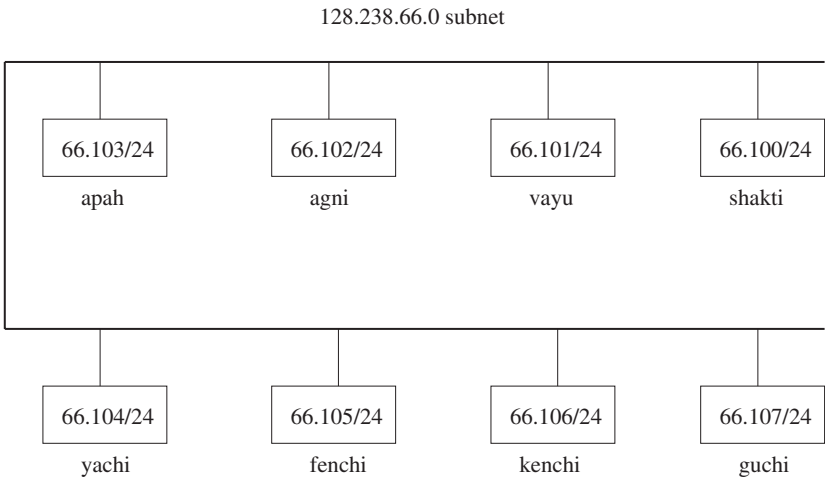 128.238.66.0 subnet
66.103/24 66.102/24 66.101/24 66.100/24
apah agni vayu shakti
66.104/24 66.105/24 66.106/24 66.107/24
yachi fenchi kenchi guchi